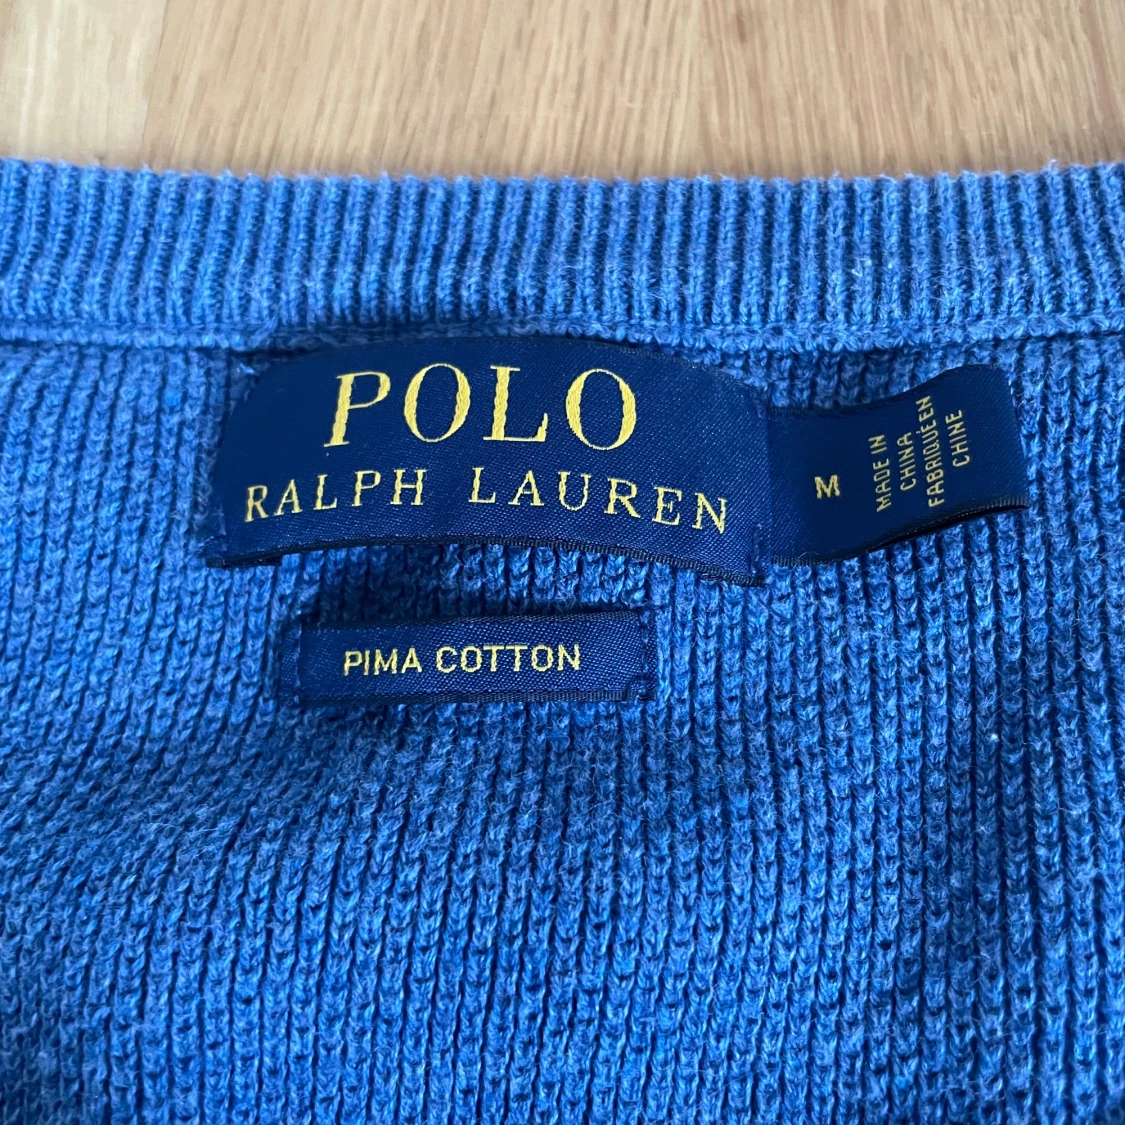 POLO
RALPH LAUREN
M
MADE IN
CHINA
FABRIQUÉ EN
CHINE
PIMA COTTON